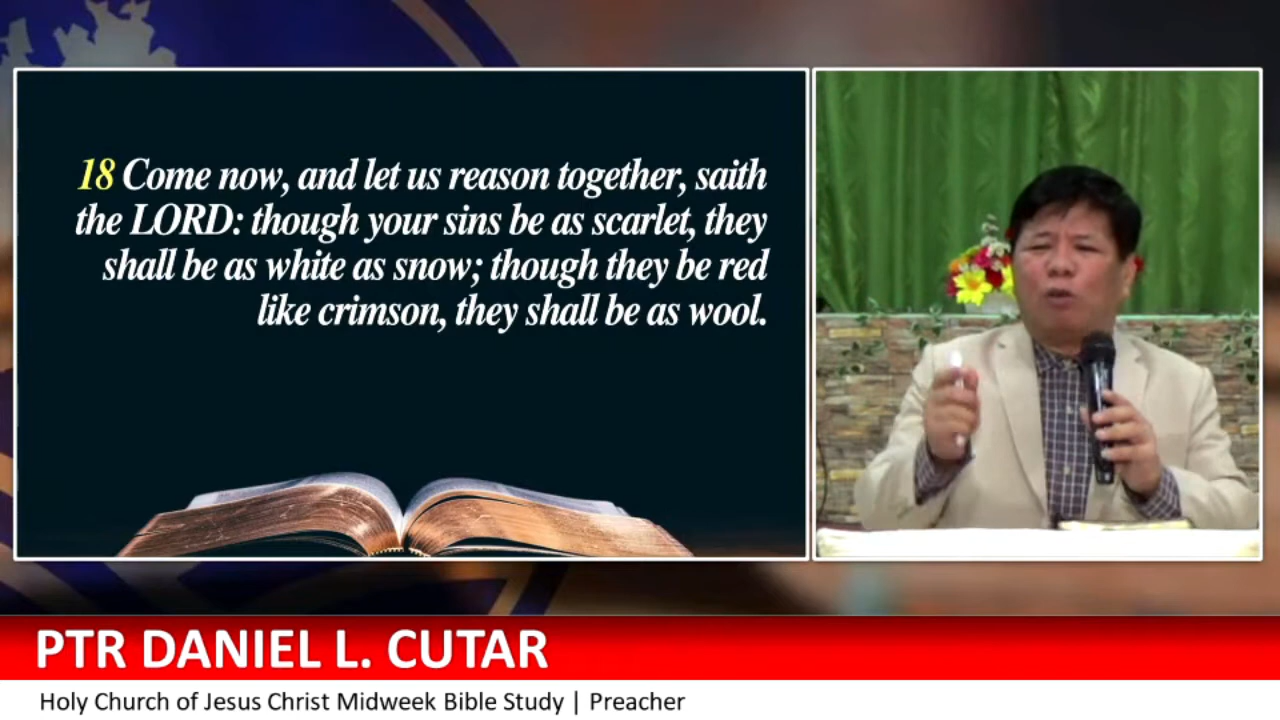 18 Come now, and let us reason together, saith
the LORD: though your sins be as scarlet, they
shall be as white as snow; though they be red
like crimson, they shall be as wool.
PTR DANIEL L. CUTAR
Holy Church of Jesus Christ Midweek Bible Study | Preacher